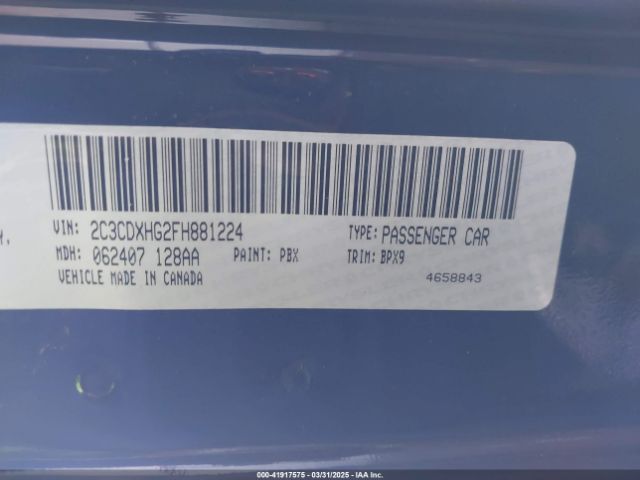 VIN: 2C3CDXHG2FH881224 TYPE: PASSENGER CAR
MDH: 062407 128AA PAINT: PBX TRIM: BPX9
VEHICLE MADE IN CANADA 4658843
000-41917575 - 03/31/2025 - IAA Inc.